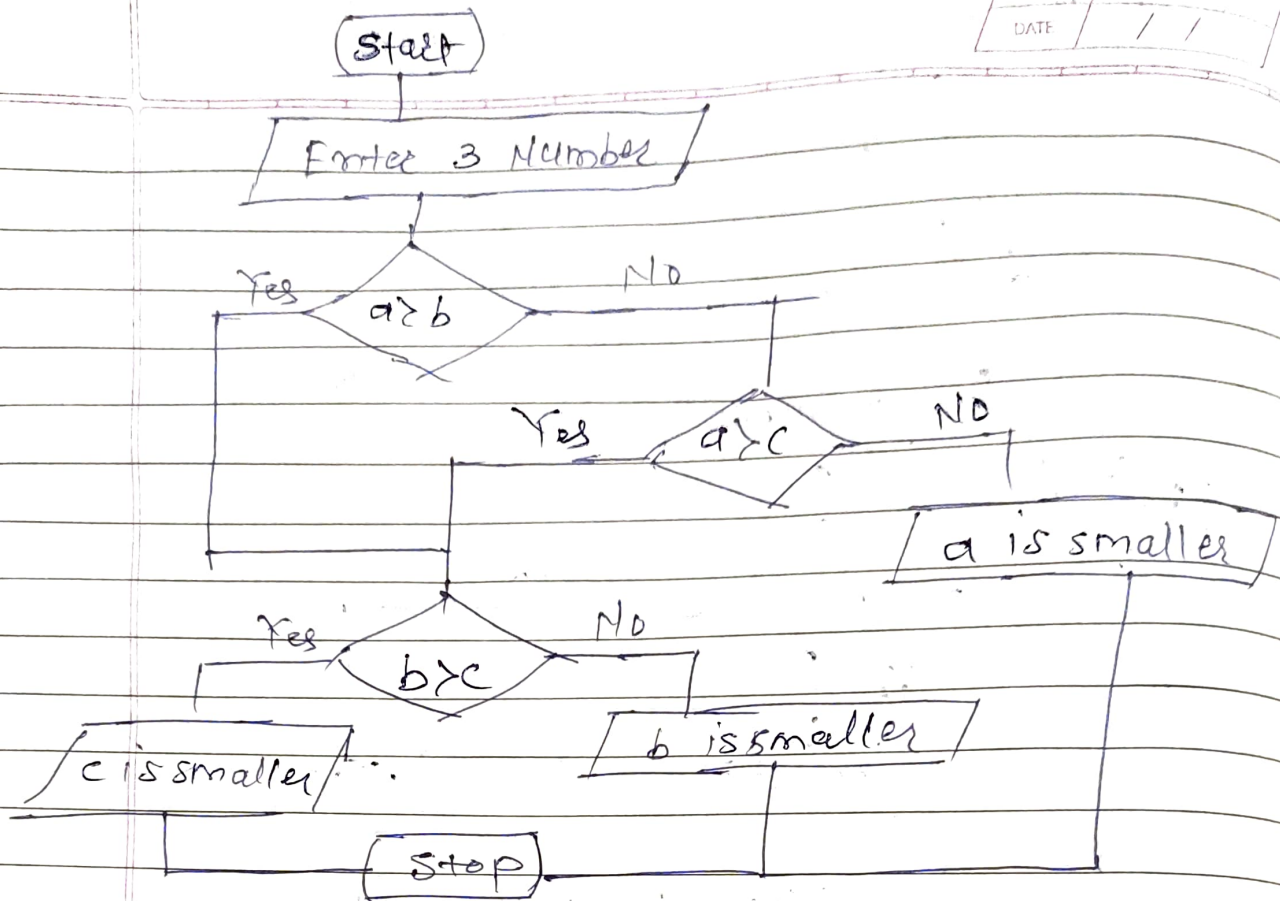 DATE / /
Start
Enter 3 Number
Yes
NO
a>b
Yes
a>c
NO
a is smaller
Yes
NO
b>c
b is smaller
c is smaller
Stop